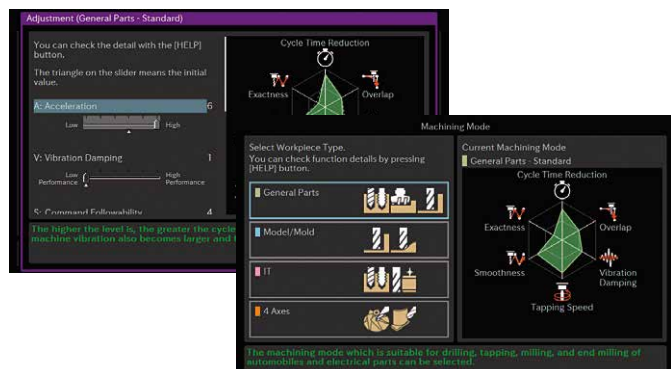 Adjustment (General Parts - Standard)
You can check the detail with the [HELP]
button.
The triangle on the slider means the initial
value.
A: Acceleration 6
Low High
V: Vibration Damping 1
Low Performance High Performance
S: Command Followability 4
The higher the level is, the greater the cycle
machine vibration also becomes larger and
Cycle Time Reduction
Exactness
Overlap
Machining Mode
Select Workpiece Type.
You can check function details by pressing
[HELP] button.
General Parts
Model/Mold
IT
4 Axes
Current Machining Mode
General Parts - Standard
Cycle Time Reduction
Exactness
Overlap
Smoothness
Vibration
Damping
Tapping Speed
The machining mode which is suitable for drilling, tapping, milling, and end milling of
automobiles and electrical parts can be selected.